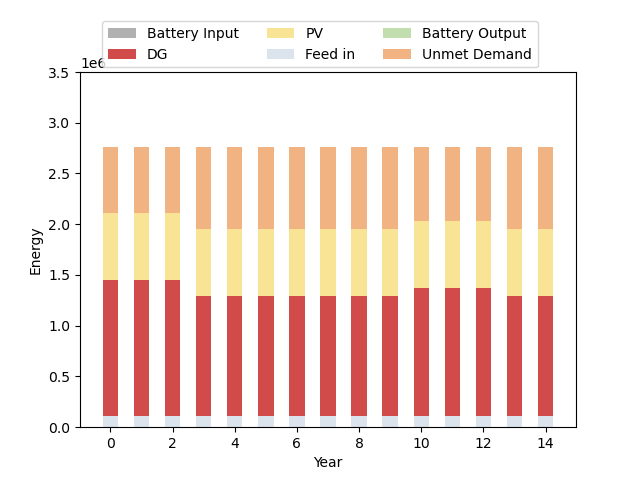 Battery Input PV Battery Output
DG Feed in Unmet Demand
1e6
3.5
3.0
2.5
2.0
1.5
1.0
0.5
0.0
Energy
0 2 4 6 8 10 12 14
Year